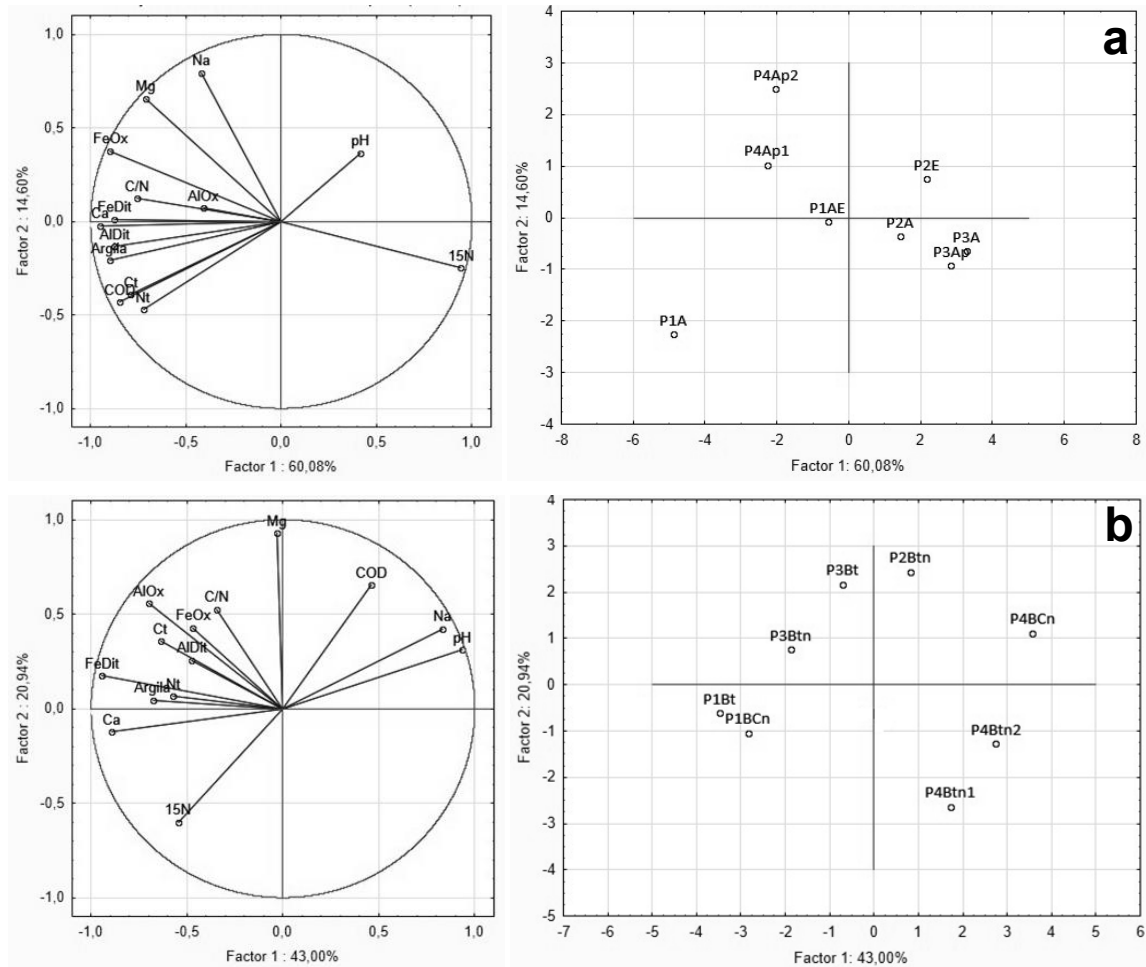 a
1,0
0,5
0,0
-0,5
-1,0
Factor 2 : 14,60%
Na
Mg
FeOx
pH
C/N
AlOx
FeDit
Ca
AlDit
Argila
15N
Ct
COD
Nt
-1,0 -0,5 0,0 0,5 1,0
Factor 1 : 60,08%
4
3
2
1
0
-1
-2
-3
-4
Factor 2: 14,60%
P4Ap2
P4Ap1
P2E
P1AE
P2A
P3A
P3Ap
P1A
-8 -6 -4 -2 0 2 4 6 8
Factor 1: 60,08%
b
1,0
0,5
0,0
-0,5
-1,0
Factor 2 : 20,94%
Mg
COD
AlOx
C/N
FeOx
Na
Ct
pH
AlDit
FeDit
Argila
Nt
Ca
15N
-1,0 -0,5 0,0 0,5 1,0
Factor 1 : 43,00%
4
3
2
1
0
-1
-2
-3
-4
-5
Factor 2: 20,94%
P3Bt
P2Btn
P4BCn
P3Btn
P1Bt
P1BCn
P4Btn2
P4Btn1
-7 -6 -5 -4 -3 -2 -1 0 1 2 3 4 5 6
Factor 1: 43,00%